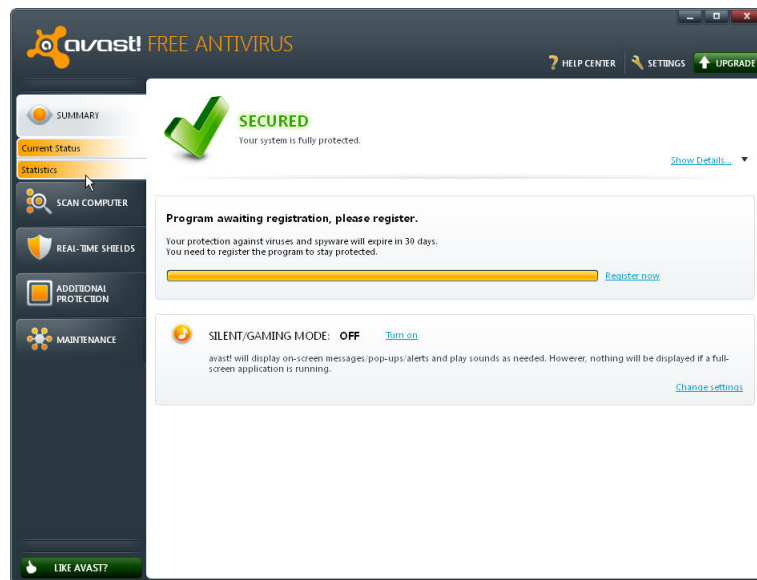 avast! FREE ANTIVIRUS
HELP CENTER
SETTINGS
UPGRADE
SUMMARY
Current Status
Statistics
SCAN COMPUTER
REAL-TIME SHIELDS
ADDITIONAL
PROTECTION
MAINTENANCE
LIKE AVAST?
SECURED
Your system is fully protected.
Show Details...
Program awaiting registration, please register.
Your protection against viruses and spyware will expire in 30 days.
You need to register the program to stay protected.
Register now
SILENT/GAMING MODE: OFF Turn on
avast! will display on-screen messages/pop-ups/alerts and play sounds as needed. However, nothing will be displayed if a full-
screen application is running.
Change settings